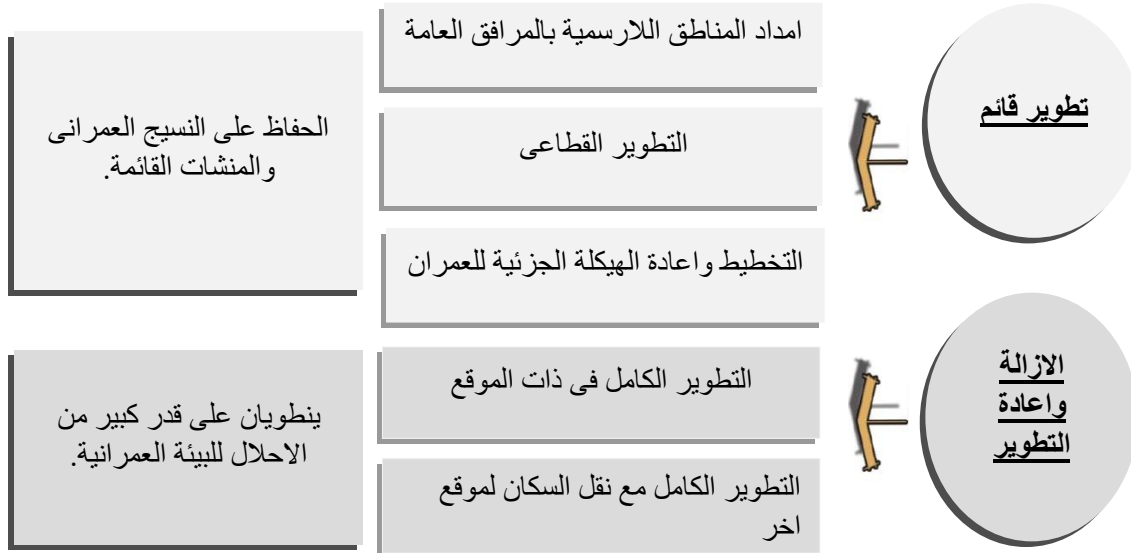 تطوير قائم
امداد المناطق اللارسمية بالمرافق العامة
التطوير القطاعى
التخطيط واعادة الهيكلة الجزئية للعمران
الحفاظ على النسيج العمرانى
والمنشات القائمة.
الازالة
واعادة
التطوير
التطوير الكامل فى ذات الموقع
التطوير الكامل مع نقل السكان لموقع
اخر
ينطويان على قدر كبير من
الاحلال للبيئة العمرانية.